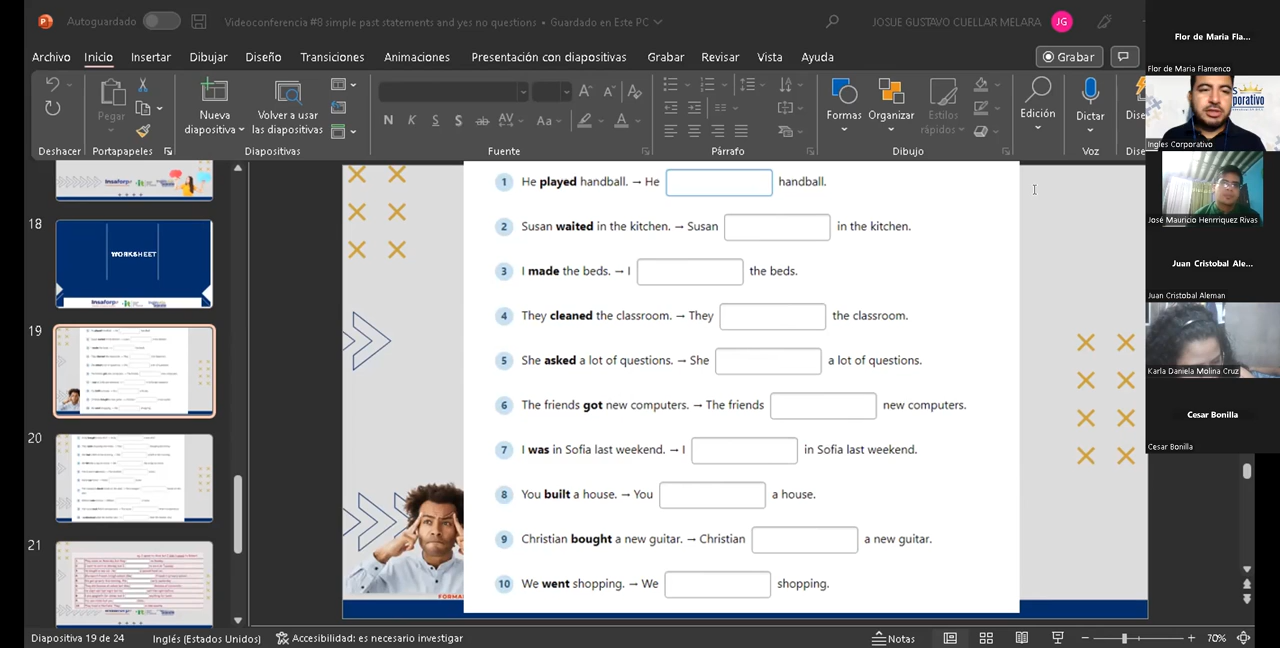 Autoguardado
Videoconferencia #8 simple past statements and yes no questions • Guardado en Este PC
JOSUE GUSTAVO CUELLAR MELARA
JG
Archivo Inicio Insertar Dibujar Diseño Transiciones Animaciones Presentación con diapositivas Grabar Revisar Vista Ayuda
Grabar
Pegar
Nueva diapositiva
Volver a usar las diapositivas
N K S S ab AV Aa A
Formas
Organizar
Estilos rápidos
Edición
Dictar
Dise
Deshacer Portapapeles Diapositivas Fuente Párrafo Dibujo Voz Dise
18
WORKSHEET
19
20
21
1 He played handball. → He handball.
2 Susan waited in the kitchen. → Susan in the kitchen.
3 I made the beds. → I the beds.
4 They cleaned the classroom. → They the classroom.
5 She asked a lot of questions. → She a lot of questions.
6 The friends got new computers. → The friends new computers.
7 I was in Sofia last weekend. → I in Sofia last weekend.
8 You built a house. → You a house.
9 Christian bought a new guitar. → Christian a new guitar.
10 We went shopping. → We shopping.
FORMA
Flor de Maria Fla...
Flor de Maria Flamenco
Ingles Corporativo
José Mauricio Henrriquez Rivas
Juan Cristobal Ale...
Juan Cristobal Aleman
Karla Daniela Molina Cruz
Cesar Bonilla
Cesar Bonilla
Diapositiva 19 de 24
Inglés (Estados Unidos)
Accesibilidad: es necesario investigar
Notas
70%